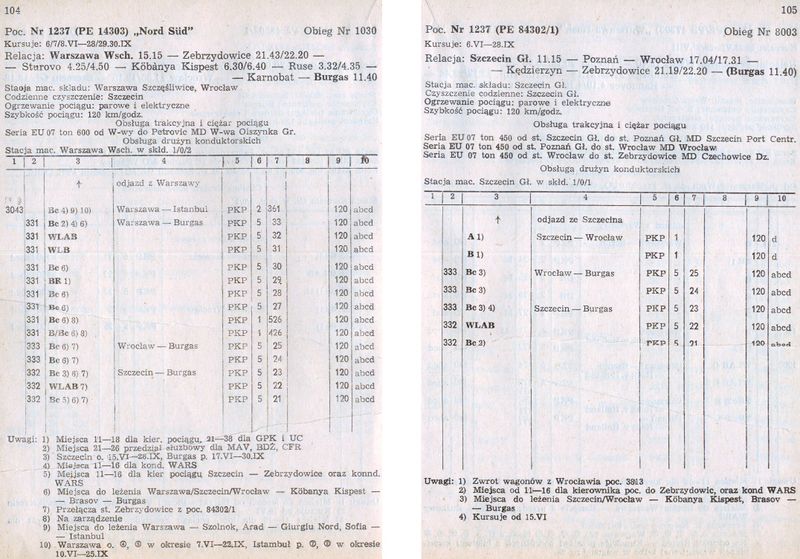 104
Poc. Nr 1237 (PE 14303) „Nord Süd” Obieg Nr 1030
Kursuje: 6/7/8.VI—28/29.30.IX
Relacja: Warszawa Wsch. 15.15 — Zebrzydowice 21.43/22.20 —
— Sturovo 4.25/4.50 — Köbánya Kispest 6.30/6.40 — Ruse 3.32/4.35 —
— Karnobat — Burgas 11.40
Stacja mac. składu: Warszawa Szczęśliwice, Wrocław
Codzienne czyszczenie: Szczecin
Ogrzewanie pociągu: parowe i elektryczne
Szybkość pociągu: 120 km/godz.
Obsługa trakcyjna i ciężar pociągu
Seria EU 07 ton 600 od W-wy do Petrovic MD W-wa Olszynka Gr.
Obsługa drużyn konduktorskich
Stacja mac. Warszawa Wsch. w skłd. 1/0/2
1 2 3 4 5 6 7 8 9 10
↑ odjazd z Warszawy
3043 Bc 4) 9) 10) Warszawa — Istanbul PKP 2 361 120 abcd
331 Bc 2) 4) 6) Warszawa — Burgas PKP 5 33 120 abcd
331 WLAB PKP 5 32 120 abcd
331 WLB PKP 5 31 120 abcd
331 Bc 6) PKP 5 30 120 abcd
331 BR 1) PKP 5 29 120 abcd
331 Bc 6) PKP 5 28 120 abcd
331 Bc 6) PKP 5 27 120 abcd
331 Bc 6) 8) PKP 1 526 120 abcd
331 B/Bc 6) 8) PKP 1 426 120 abcd
333 Bc 6) 7) Wrocław — Burgas PKP 5 25 120 abcd
333 Bc 6) 7) PKP 5 24 120 abcd
332 Bc 3) 6) 7) Szczecin — Burgas PKP 5 23 120 abcd
332 WLAB 7) PKP 5 22 120 abcd
332 Bc 5) 6) 7) PKP 5 21 120 abcd
Uwagi: 1) Miejsca 11—18 dla kier. pociągu, 21—38 dla GPK i UC
2) Miejsca 21—26 przedział służbowy dla MAV, BDŻ, CFR
3) Szczecin o. 15.VI—28.IX, Burgas p. 17.VI—30.IX
4) Miejsca 11—16 dla kond. WARS
5) Miejsca 11—16 dla kier pociągu Szczecin — Zebrzydowice oraz konnd.
WARS
6) Miejsca do leżenia Warszawa/Szczecin/Wrocław — Köbanya Kispest —
— Brasov — Burgas
7) Przełącza st. Zebrzydowice z poc. 84302/1
8) Na zarządzenie
9) Miejsca do leżenia Warszawa — Szolnok, Arad — Giurgiu Nord, Sofia —
— Istambuł
10) Warszawa o. ④, ⑤ w okresie 7.VI—22.IX, Istambuł p. ⑦, ② w okresie
10.VI—25.IX
105
Poc. Nr 1237 (PE 84302/1) Obieg Nr 8003
Kursuje: 6.VI—28.IX
Relacja: Szczecin Gł. 11.15 — Poznań — Wrocław 17.04/17.31 —
— Kędzierzyn — Zebrzydowice 21.19/22.20 — (Burgas 11.40)
Stacja mac. składu: Szczecin Gł.
Czyszczenie codzienne: Szczecin Gł.
Ogrzewanie pociągu: parowe i elektryczne
Szybkość pociągu: 120 km/godz.
Obsługa trakcyjna i ciężar pociągu
Seria EU 07 ton 450 od st. Szczecin Gł. do st. Poznań Gł. MD Szczecin Port Centr.
Seria EU 07 ton 450 od st. Poznań Gł. do st. Wrocław MD Wrocław
Seria EU 07 ton 450 od st. Wrocław do st. Zebrzydowice MD Czechowice Dz.
Obsługa drużyn konduktorskich
Stacja mac. Szczecin Gł. w skłd. 1/0/1
1 2 3 4 5 6 7 8 9 10
↑ odjazd ze Szczecina
A 1) Szczecin — Wrocław PKP 1 120 d
B 1) PKP 1 120 d
333 Bc 3) Wrocław — Burgas PKP 5 25 120 abcd
333 Bc 3) PKP 5 24 120 abcd
333 Bc 3) 4) Szczecin — Burgas PKP 5 23 120 abcd
332 WLAB PKP 5 22 120 abcd
332 Bc 2) PKP 5 21 120 abcd
Uwagi: 1) Zwrot wagonów z Wrocławia poc. 3813
2) Miejsca od 11—16 dla kierownika poc. do Zebrzydowic, oraz kond WARS
3) Miejsca do leżenia Szczecin/Wrocław — Köbanya Kispest, Brasov —
— Burgas
4) Kursuje od 15.VI